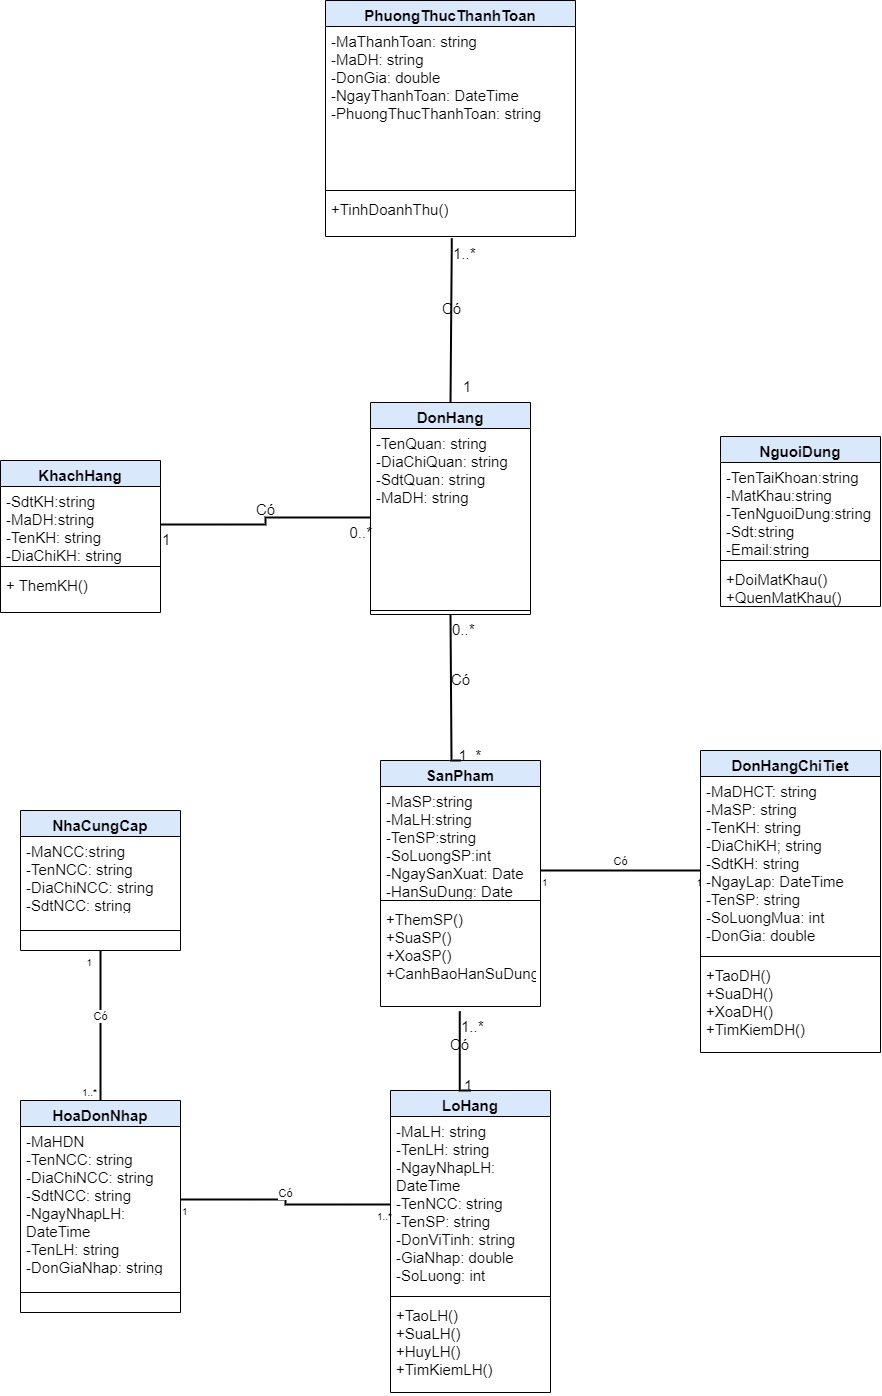 PhuongThucThanhToan
-MaThanhToan: string
-MaDH: string
-DonGia: double
-NgayThanhToan: DateTime
-PhuongThucThanhToan: string
+TinhDoanhThu()
1..*
Có
1
DonHang
-TenQuan: string
-DiaChiQuan: string
-SdtQuan: string
-MaDH: string
KhachHang
-SdtKH:string
-MaDH:string
-TenKH: string
-DiaChiKH: string
+ ThemKH()
1
Có
0..*
NguoiDung
-TenTaiKhoan:string
-MatKhau:string
-TenNguoiDung:string
-Sdt:string
-Email:string
+DoiMatKhau()
+QuenMatKhau()
0..*
Có
1..*
SanPham
-MaSP:string
-MaLH:string
-TenSP:string
-SoLuongSP:int
-NgaySanXuat: Date
-HanSuDung: Date
+ThemSP()
+SuaSP()
+XoaSP()
+CanhBaoHanSuDung
1
Có
1
DonHangChiTiet
-MaDHCT: string
-MaSP: string
-TenKH: string
-DiaChiKH; string
-SdtKH: string
-NgayLap: DateTime
-TenSP: string
-SoLuongMua: int
-DonGia: double
+TaoDH()
+SuaDH()
+XoaDH()
+TimKiemDH()
NhaCungCap
-MaNCC:string
-TenNCC: string
-DiaChiNCC: string
-SdtNCC: string
1
Có
1..*
HoaDonNhap
-MaHDN
-TenNCC: string
-DiaChiNCC: string
-SdtNCC: string
-NgayNhapLH:
DateTime
-TenLH: string
-DonGiaNhap: string
1
Có
1..*
1..*
Có
1
LoHang
-MaLH: string
-TenLH: string
-NgayNhapLH:
DateTime
-TenNCC: string
-TenSP: string
-DonViTinh: string
-GiaNhap: double
-SoLuong: int
+TaoLH()
+SuaLH()
+HuyLH()
+TimKiemLH()